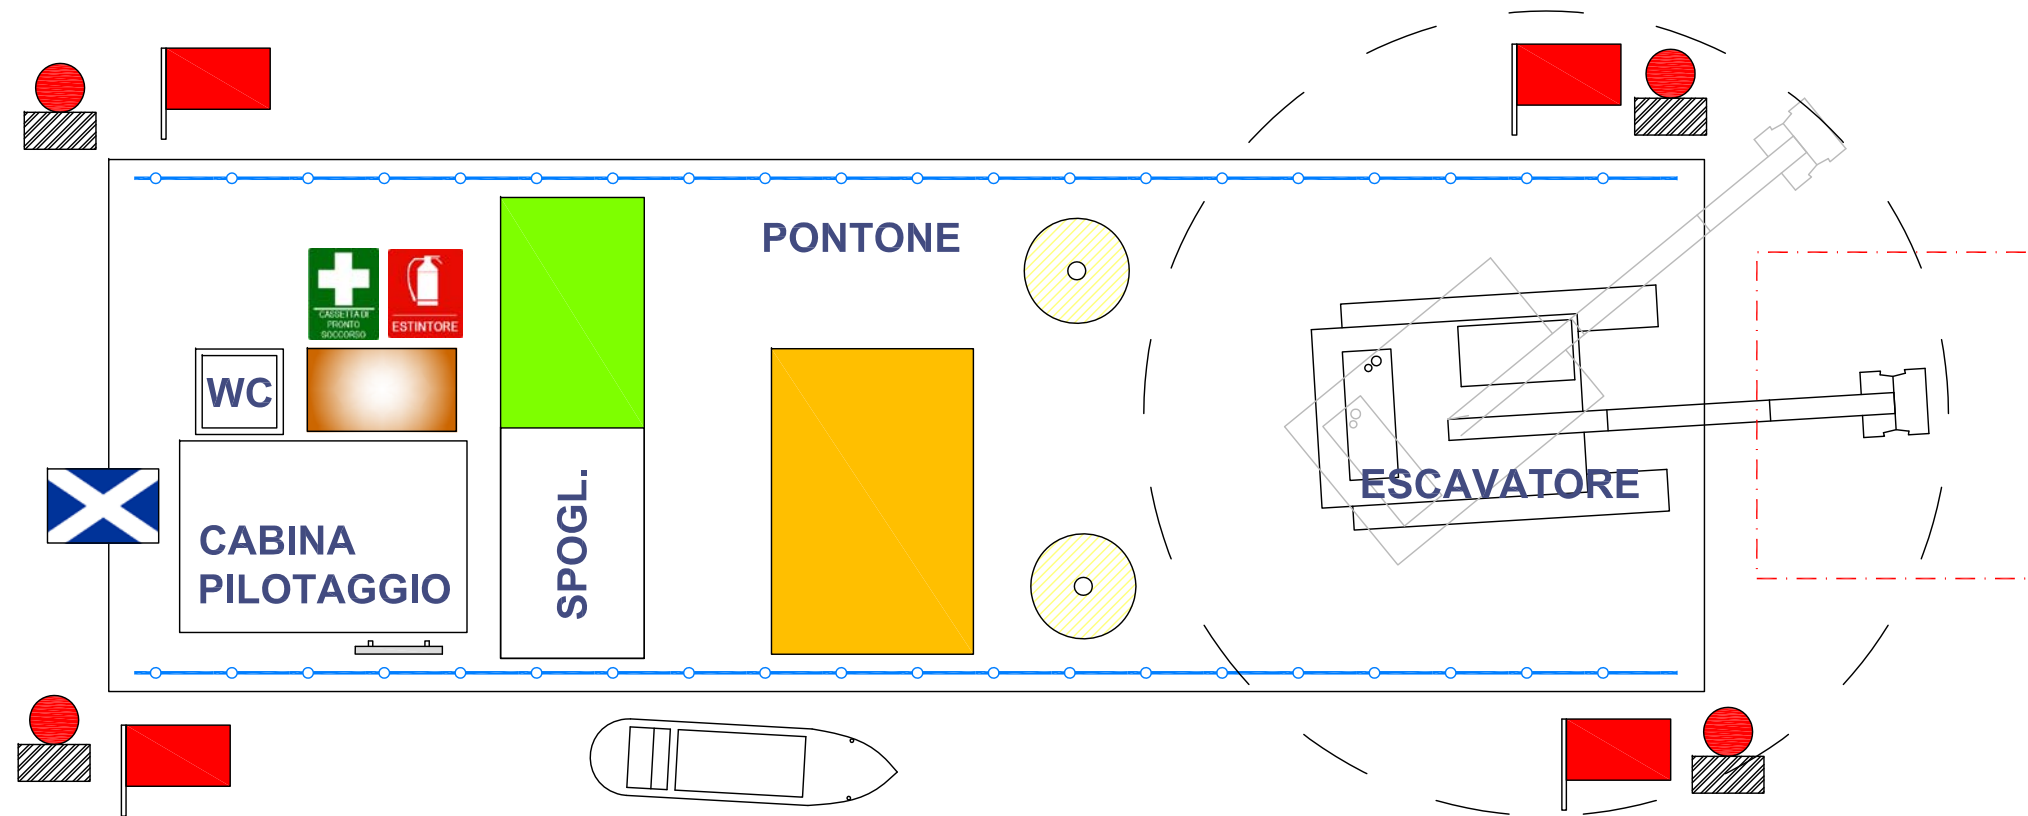 PONTONE
CASSETTA DI
PRONTO
SOCCORSO
ESTINTORE
WC
CABINA
PILOTAGGIO
SPOGL.
ESCAVATORE